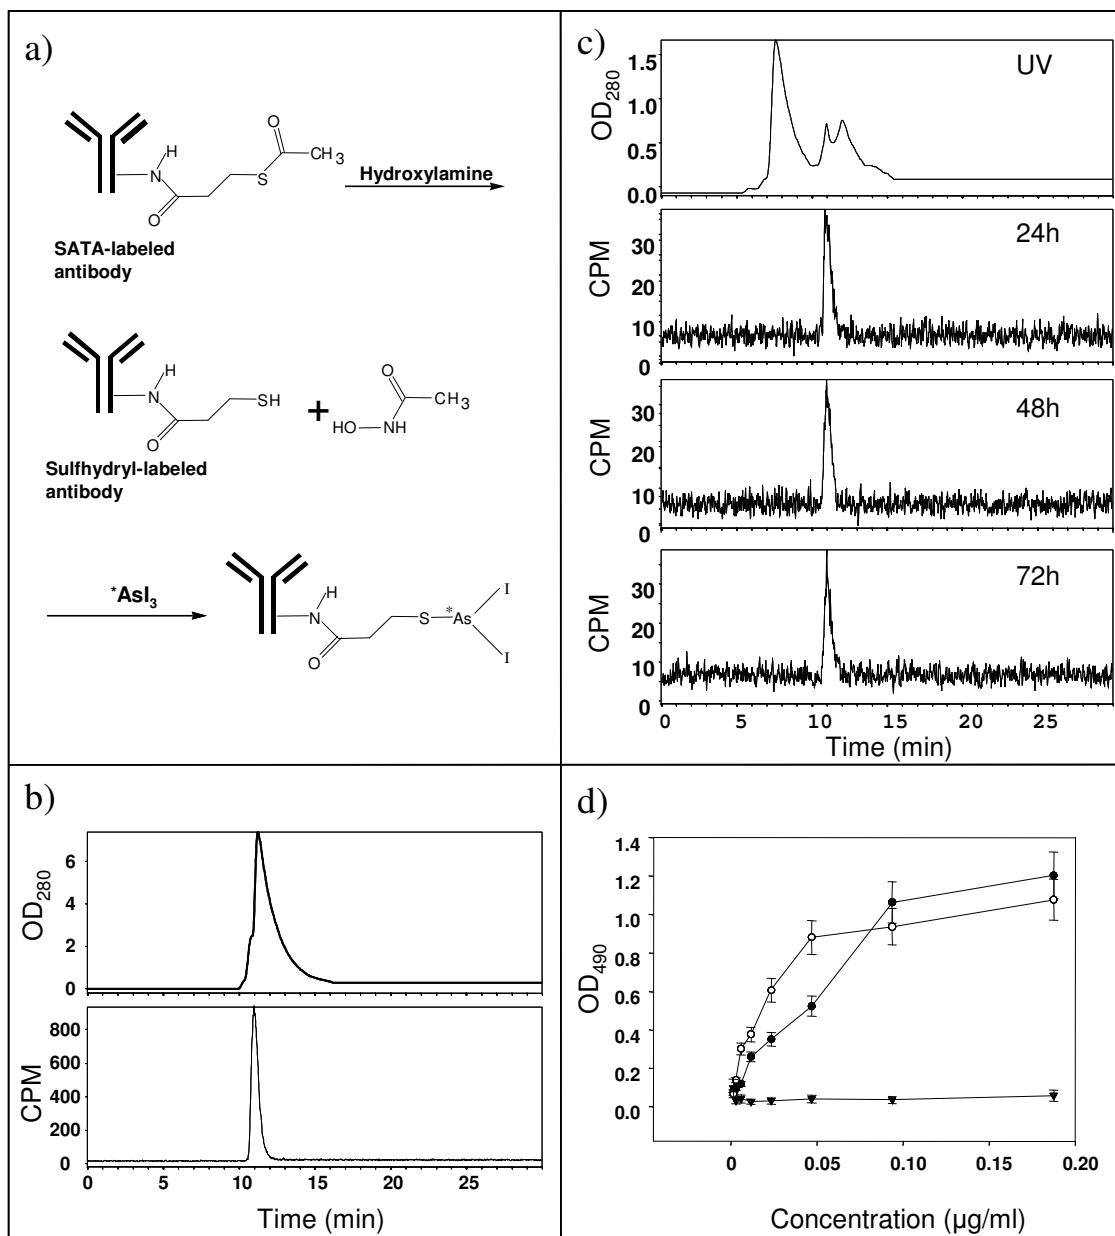 a)
O
CH3
H
N
S
O
Hydroxylamine
SATA-labeled
antibody
H
N
SH
O
+
O
CH3
HO
NH
Sulfhydryl-labeled
antibody
*AsI3
H
N
S
*As
I
I
O
b)
OD280
6
4
2
0
CPM
800
600
400
200
0
0 5 10 15 20 25
Time (min)
c)
UV
OD280
1.5
1.0
0.5
0.0
24h
CPM
30
20
10
0
48h
CPM
30
20
10
0
72h
CPM
30
20
10
0
0 5 10 15 20 25
Time (min)
d)
OD490
1.4
1.2
1.0
0.8
0.6
0.4
0.2
0.0
0 0.05 0.10 0.15 0.20
Concentration (µg/ml)